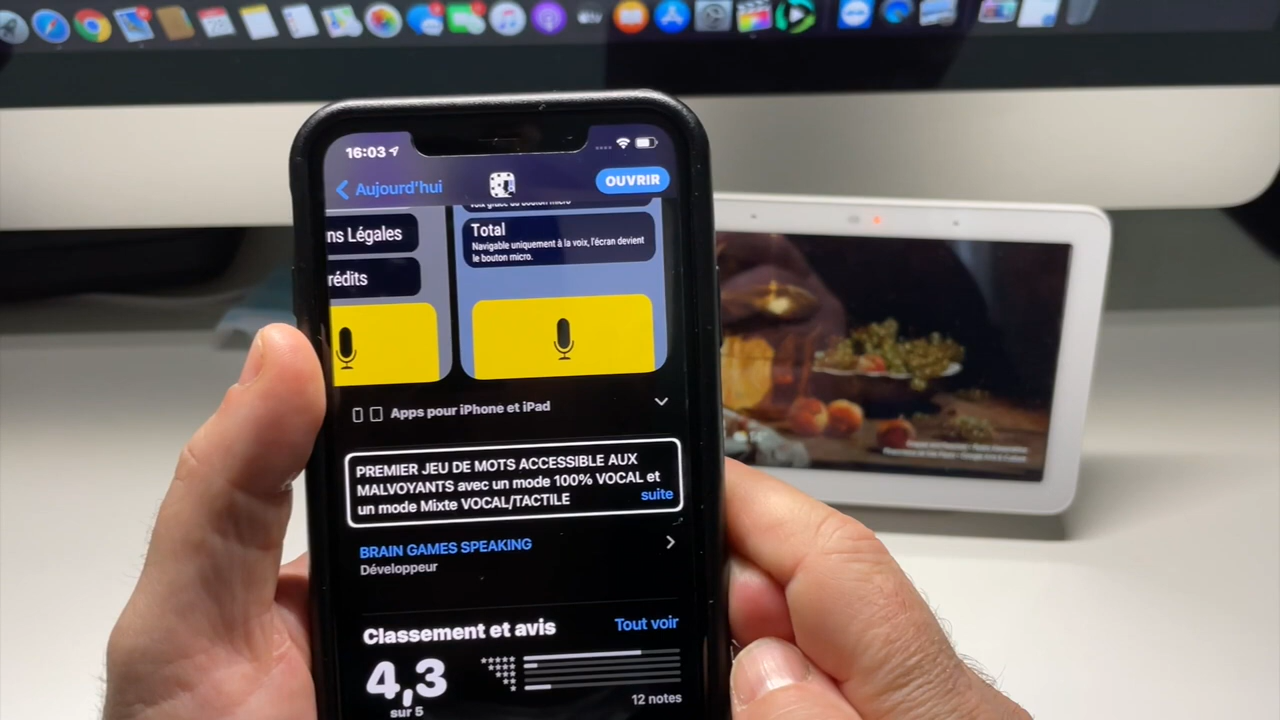 16:03
Aujourd'hui
OUVRIR
ns Légales
rédits
Total
Navigable uniquement à la voix, l'écran devient
le bouton micro.
Apps pour iPhone et iPad
PREMIER JEU DE MOTS ACCESSIBLE AUX
MALVOYANTS avec un mode 100% VOCAL et
un mode Mixte VOCAL/TACTILE
suite
BRAIN GAMES SPEAKING
Développeur
Classement et avis
Tout voir
4,3
sur 5
12 notes